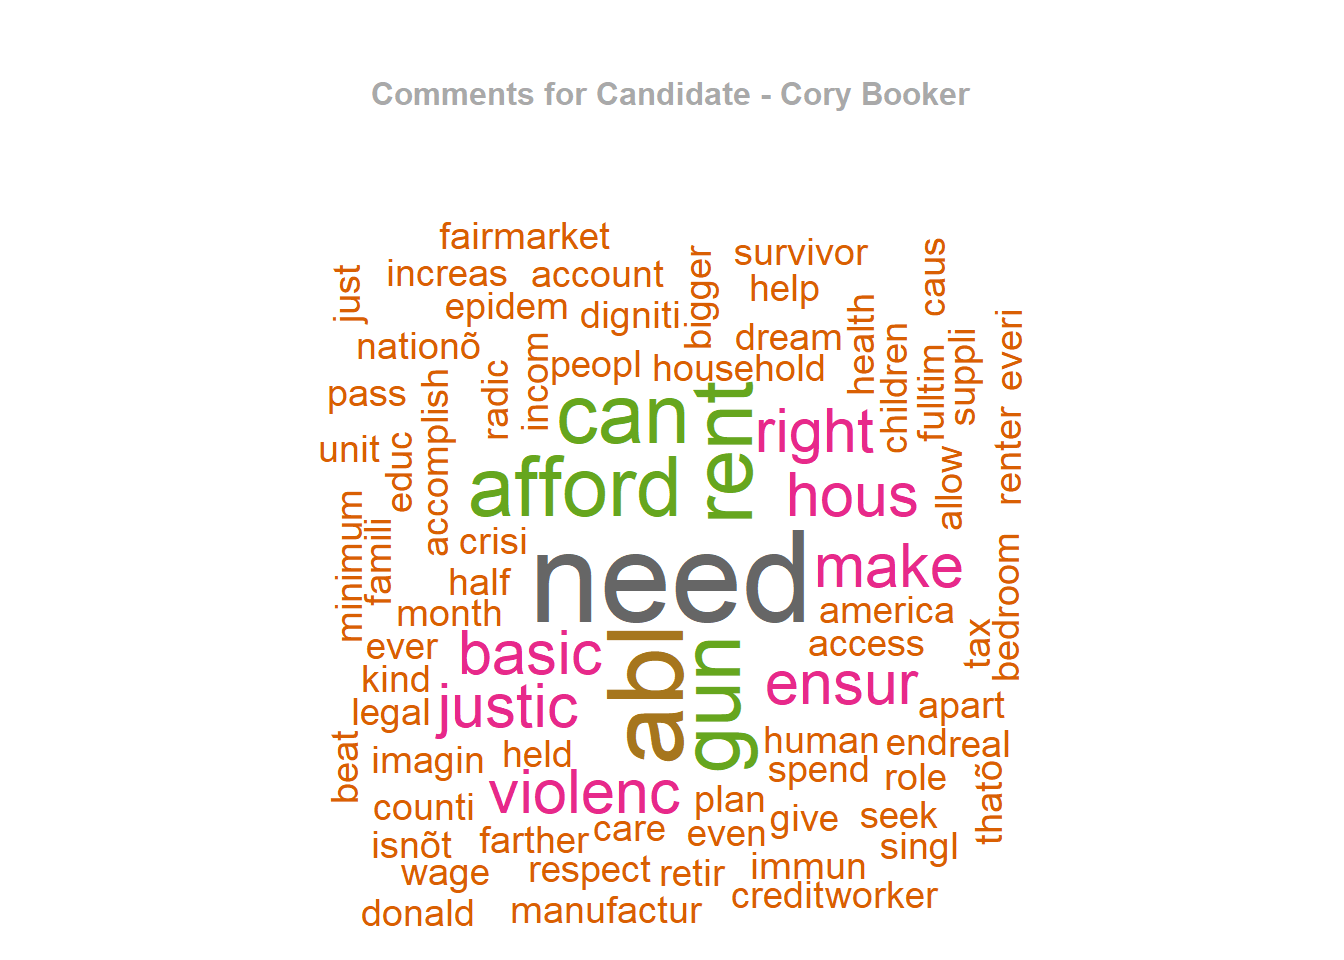 Comments for Candidate - Cory Booker
fairmarket
survivor
just
increas
account
bigger
help
caus
epidem
digniti
dream
health
nationõ
peopl
household
children
fulltim
suppli
everi
pass
radic
incom
can
rent
right
unit
educ
accomplish
afford
hous
allow
renter
minimum
famili
crisi
need
make
half
month
america
bedroom
tax
ever
basic
abl
gun
access
kind
ensur
legal
justic
apart
beat
imagin
held
human
end
real
violenc
spend
role
thatõ
counti
plan
give
seek
isnõt
farther
care
even
singl
wage
respect
retir
immun
creditworker
donald
manufactur